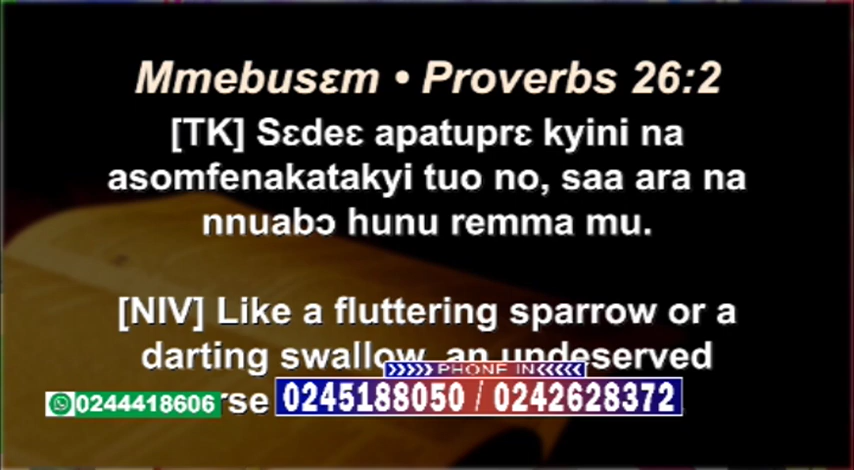 Mmebusɛm • Proverbs 26:2
[TK] Sɛdeɛ apatuprɛ kyini na
asomfenakatakyi tuo no, saa ara na
nnuabɔ hunu remma mu.
[NIV] Like a fluttering sparrow or a
darting swallow, an undeserved
PHONE IN
0244418606
0245188050 / 0242628372